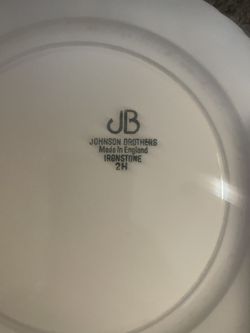 JB
JOHNSON BROTHERS
Made in England
IRONSTONE
2H